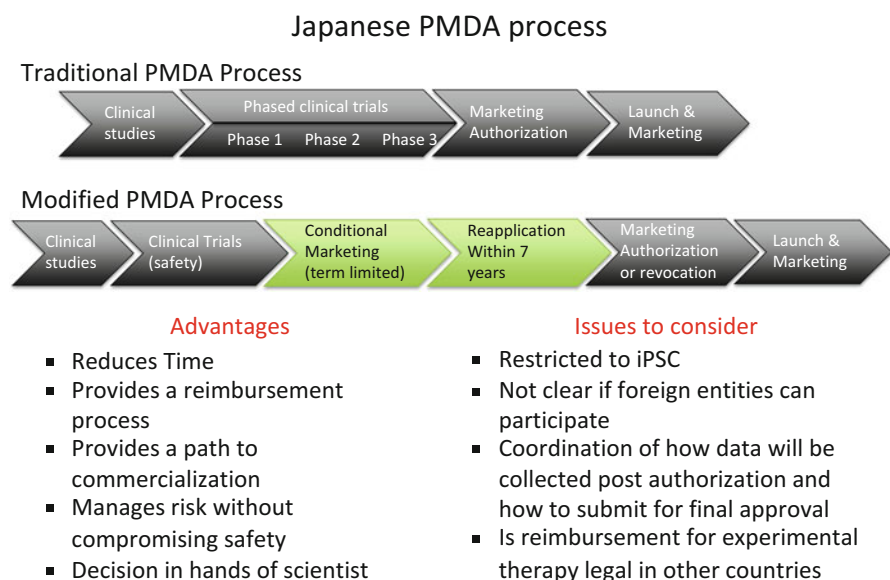 Japanese PMDA process
Traditional PMDA Process
Clinical
studies
Phased clinical trials
Phase 1 Phase 2 Phase 3
Marketing
Authorization
Launch &
Marketing
Modified PMDA Process
Clinical
studies
Clinical Trials
(safety)
Conditional
Marketing
(term limited)
Reapplication
Within 7
years
Marketing
Authorization
or revocation
Launch &
Marketing
Advantages
▪ Reduces Time
▪ Provides a reimbursement
process
▪ Provides a path to
commercialization
▪ Manages risk without
compromising safety
▪ Decision in hands of scientist
Issues to consider
▪ Restricted to iPSC
▪ Not clear if foreign entities can
participate
▪ Coordination of how data will be
collected post authorization and
how to submit for final approval
▪ Is reimbursement for experimental
therapy legal in other countries